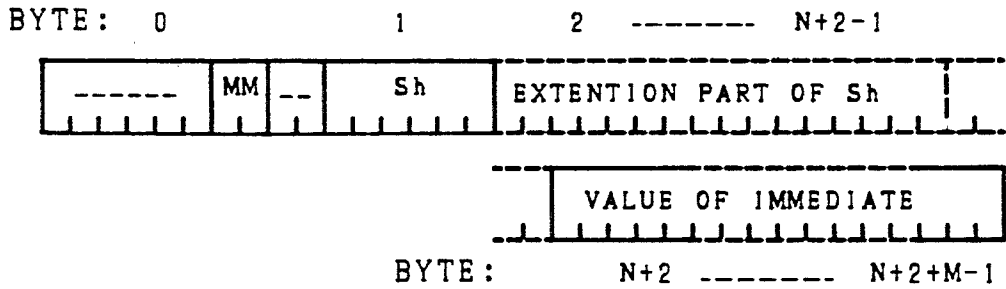 BYTE: 0 1 2 ------- N+2-1
------ MM -- Sh EXTENTION PART OF Sh
VALUE OF IMMEDIATE
BYTE: N+2 ------- N+2+M-1